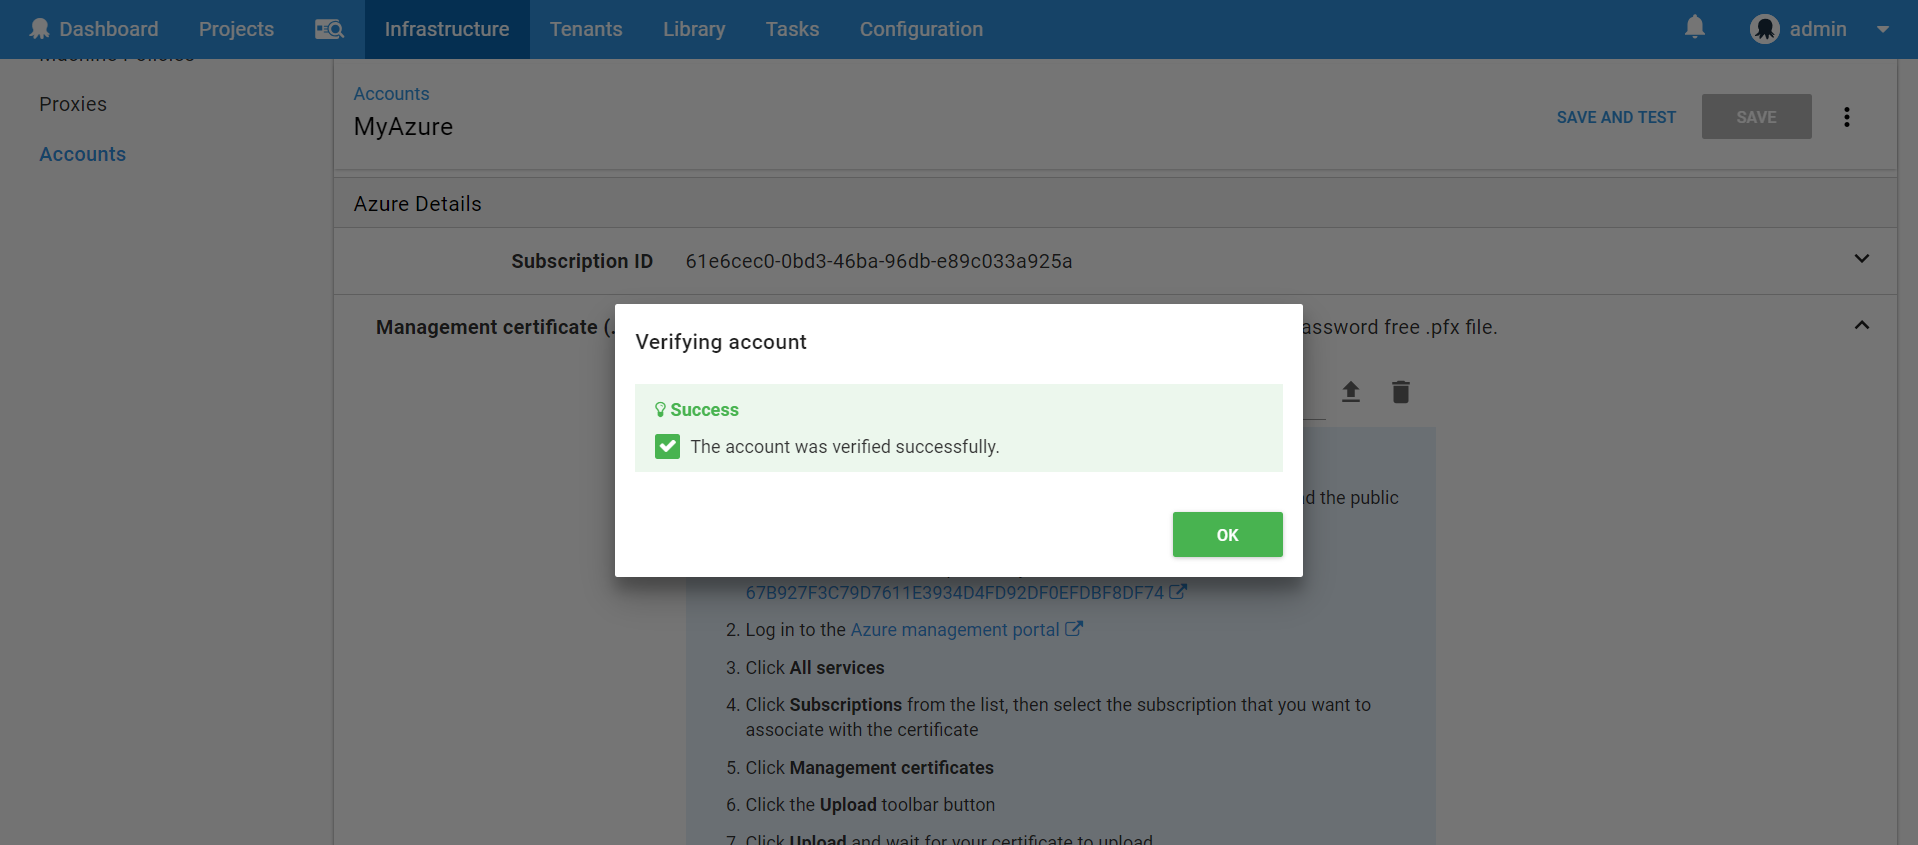 Dashboard Projects Infrastructure Tenants Library Tasks Configuration admin
Machine Policies
Proxies
Accounts
Accounts
MyAzure
SAVE AND TEST SAVE
Azure Details
Subscription ID 61e6cec0-0bd3-46ba-96db-e89c033a925a
Management certificate (. assword free .pfx file.
Verifying account
Success
The account was verified successfully.
OK
d the public
67B927F3C79D7611E3934D4FD92DF0EFDBF8DF74
2. Log in to the Azure management portal
3. Click All services
4. Click Subscriptions from the list, then select the subscription that you want to
associate with the certificate
5. Click Management certificates
6. Click the Upload toolbar button
7. Click Upload and wait for your certificate to upload